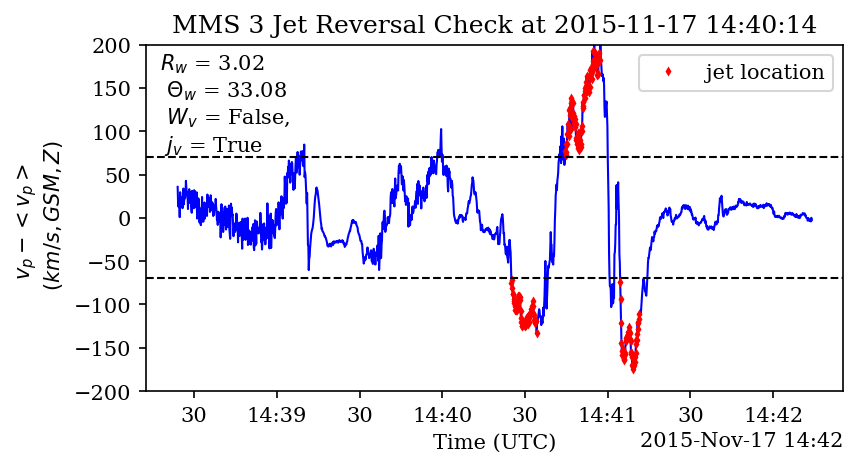 MMS 3 Jet Reversal Check at 2015-11-17 14:40:14
R_w = 3.02
Θ_w = 33.08
W_v = False,
j_v = True
jet location
v_p − < v_p >
(km/s, GSM, Z)
200
150
100
50
0
−50
−100
−150
−200
30 14:39 30 14:40 30 14:41 30 14:42
Time (UTC)
2015-Nov-17 14:42